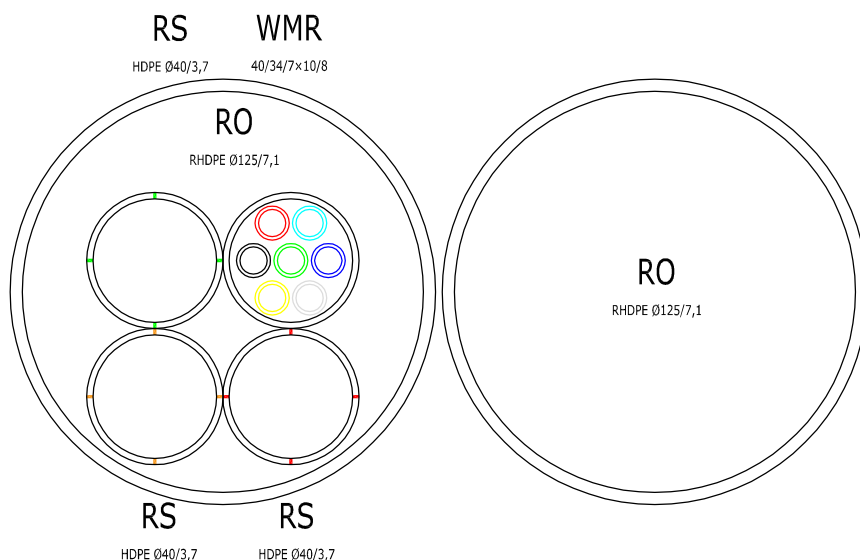 RS
HDPE Ø40/3,7
WMR
40/34/7×10/8
RO
RHDPE Ø125/7,1
RO
RHDPE Ø125/7,1
RS
HDPE Ø40/3,7
RS
HDPE Ø40/3,7